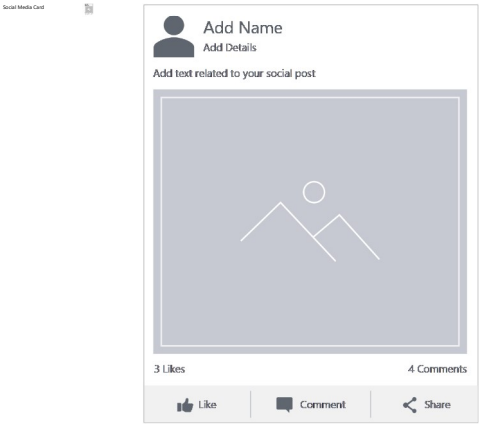 Social Media Card
Add Name
Add Details
Add text related to your social post
3 Likes
4 Comments
Like
Comment
Share